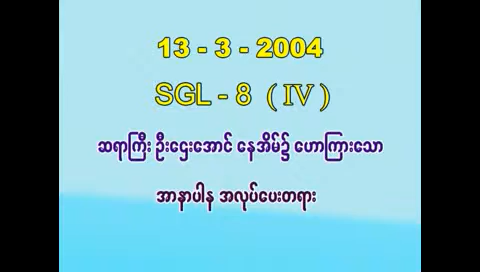 13 - 3 - 2004
SGL - 8 ( IV )
ဆရာကြီး ဦးဌေးအောင် နေအိမ်၌ ဟောကြားသော
အာနာပါန အလုပ်ပေးတရား